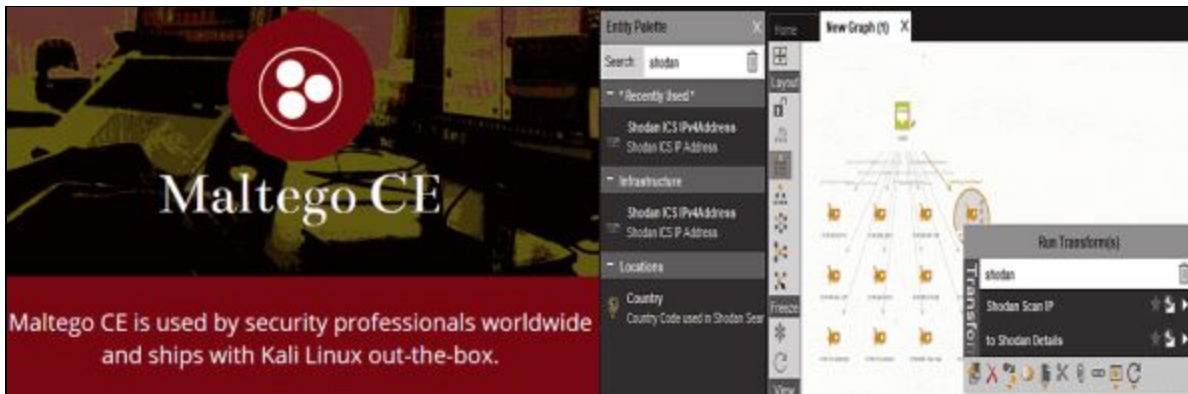 Maltego CE
Maltego CE is used by security professionals worldwide
and ships with Kali Linux out-the-box.
Entity Palette X
Search: shodan
*Recently Used*
Shodan ICS IPv4Address
Shodan ICS IP Address
Infrastructure
Shodan ICS IPv4Address
Shodan ICS IP Address
Locations
Country
Country Code used in Shodan Sear
Home
New Graph (1) X
Layout
Freeze
View
Run Transform(s)
shodan
Transfor
Shodan Scan IP
to Shodan Details